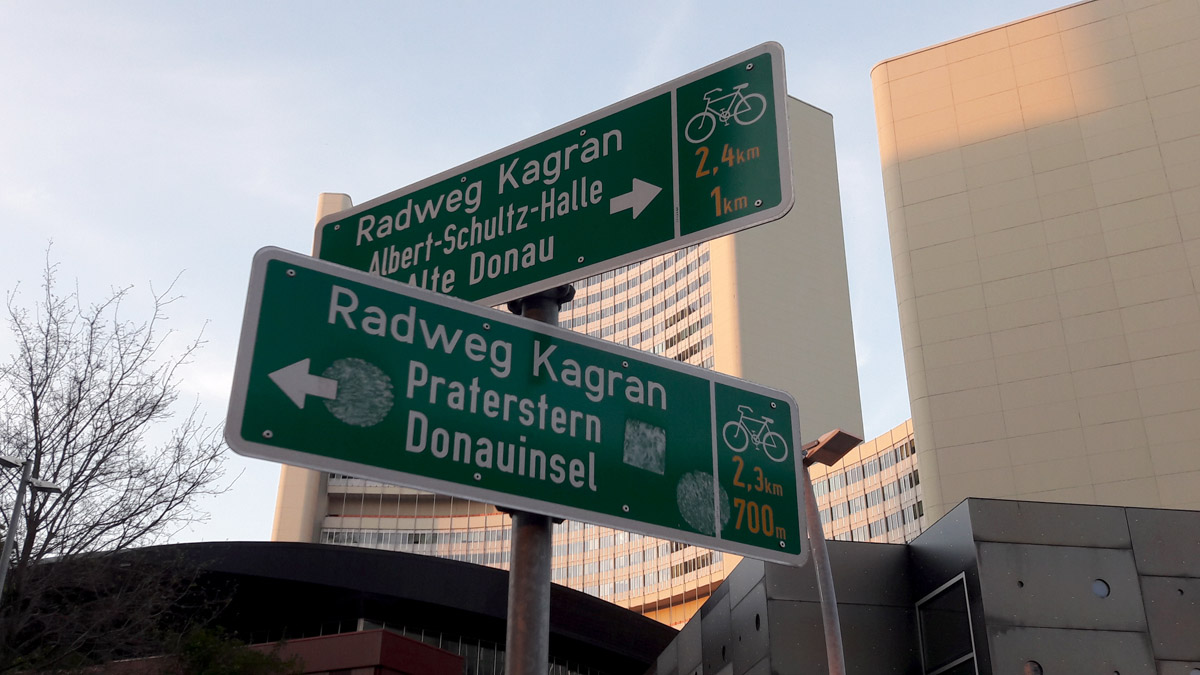 Radweg Kagran
Albert-Schultz-Halle 2,4km
Alte Donau 1km
Radweg Kagran
Praterstern 2,3km
Donauinsel 700m